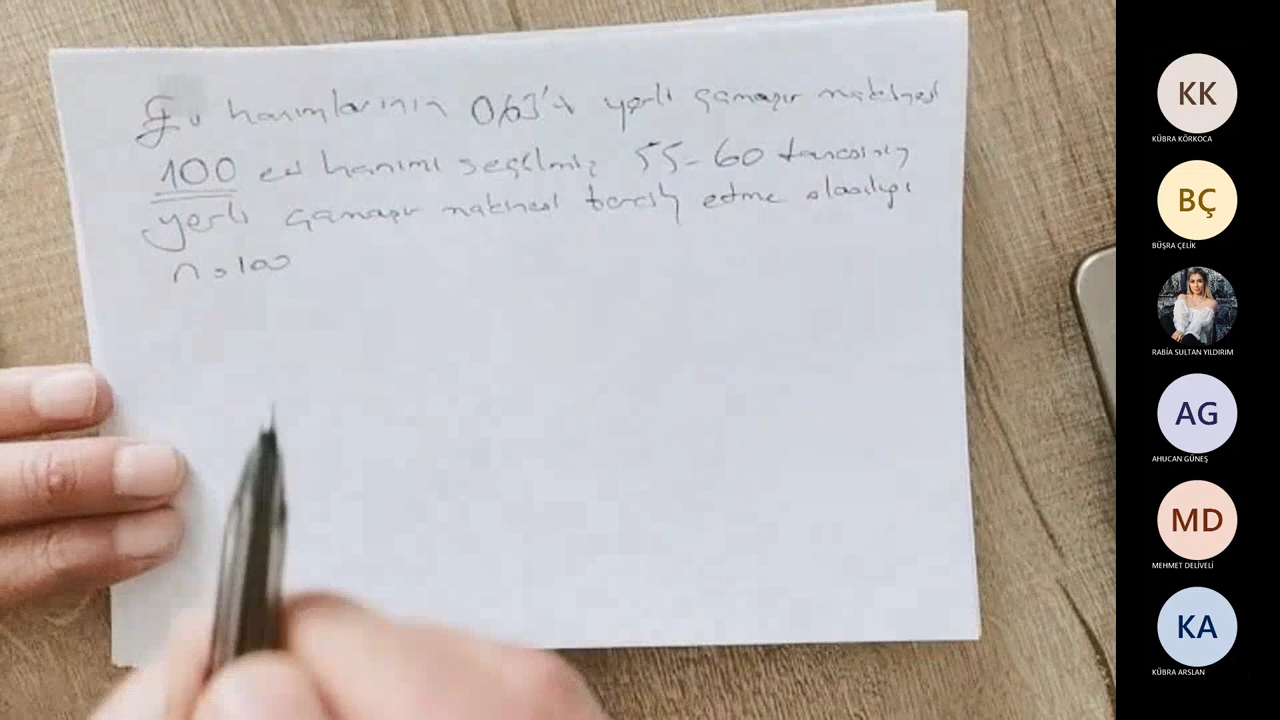 Ev hanımlarının 0,63'ü yerli çamaşır makinesi
100 ev hanımı seçilmiş 55-60 tanesinin
yerli çamaşır makinesi tercih etme olasılığı
n=100
KK
KÜBRA KÖRKOCA
BÇ
BÜŞRA ÇELİK
RABİA SULTAN YILDIRIM
AG
AHUCAN GÜNEŞ
MD
MEHMET DELİVELİ
KA
KÜBRA ARSLAN